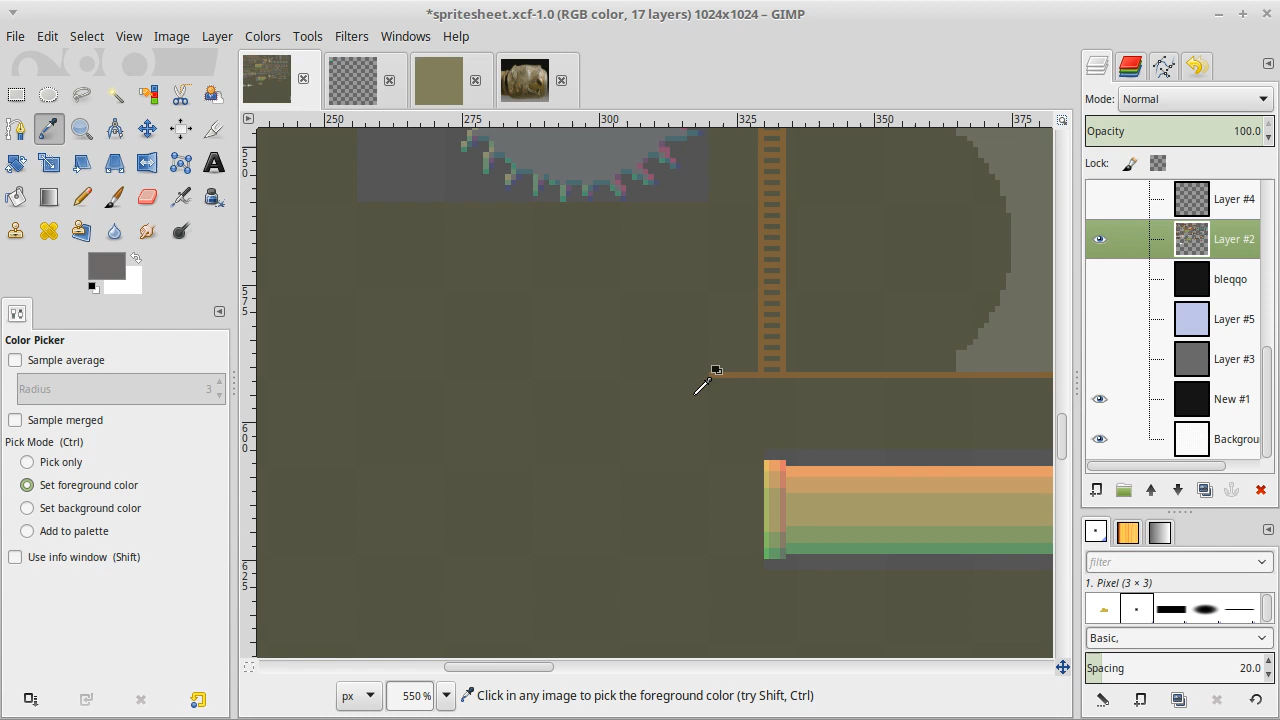 *spritesheet.xcf-1.0 (RGB color, 17 layers) 1024x1024 – GIMP
File Edit Select View Image Layer Colors Tools Filters Windows Help
Mode: Normal
Opacity 100.0
Lock:
250 275 300 325 350 375
550
575
600
625
Layer #4
Layer #2
bleqqo
Layer #5
Layer #3
New #1
Backgrou
Color Picker
Sample average
Radius 3
Sample merged
Pick Mode (Ctrl)
Pick only
Set foreground color
Set background color
Add to palette
Use info window (Shift)
filter
1. Pixel (3 × 3)
Basic,
Spacing 20.0
px 550 % Click in any image to pick the foreground color (try Shift, Ctrl)